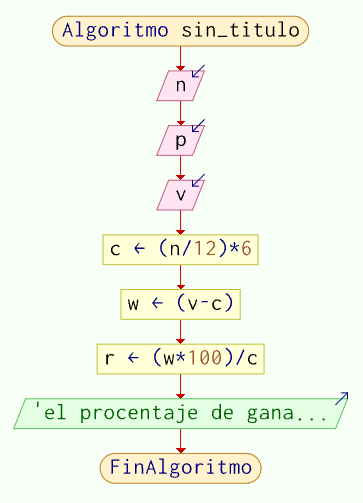 Algoritmo sin_titulo
n
p
v
c ← (n/12)*6
w ← (v-c)
r ← (w*100)/c
'el procentaje de gana...
FinAlgoritmo